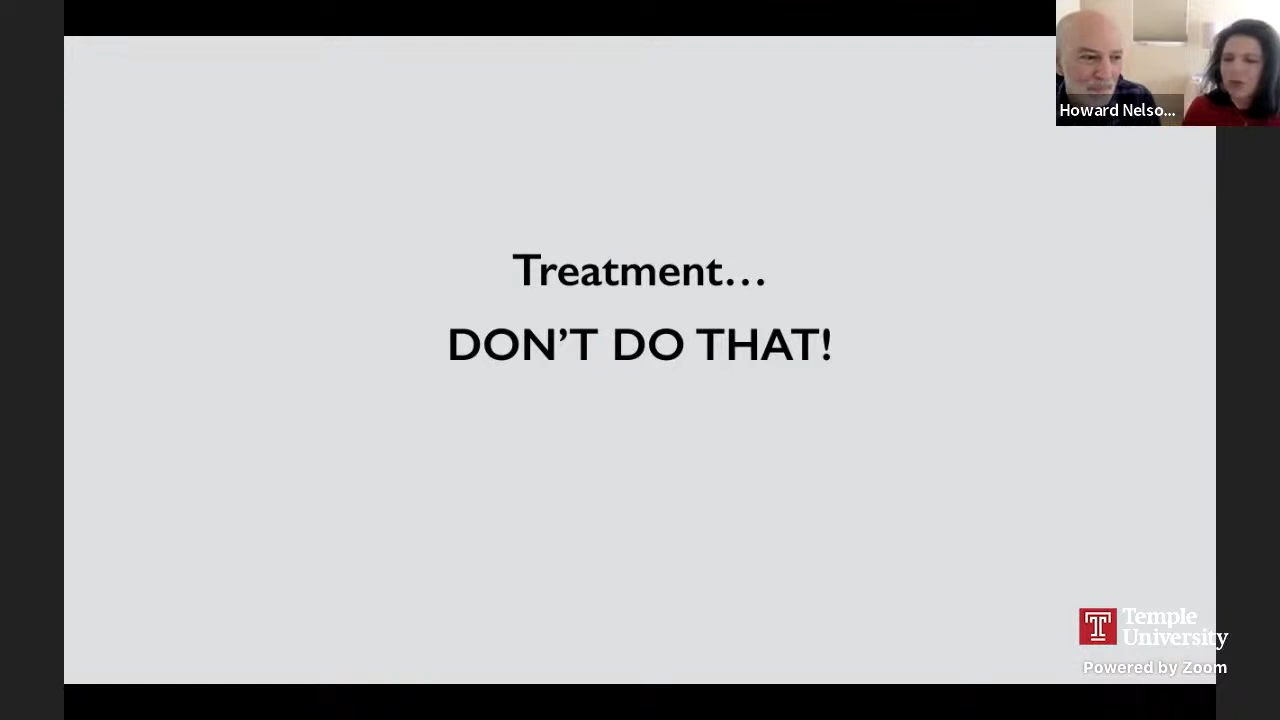 Howard Nelso...
Treatment…
DON’T DO THAT!
Temple
University
Powered by Zoom